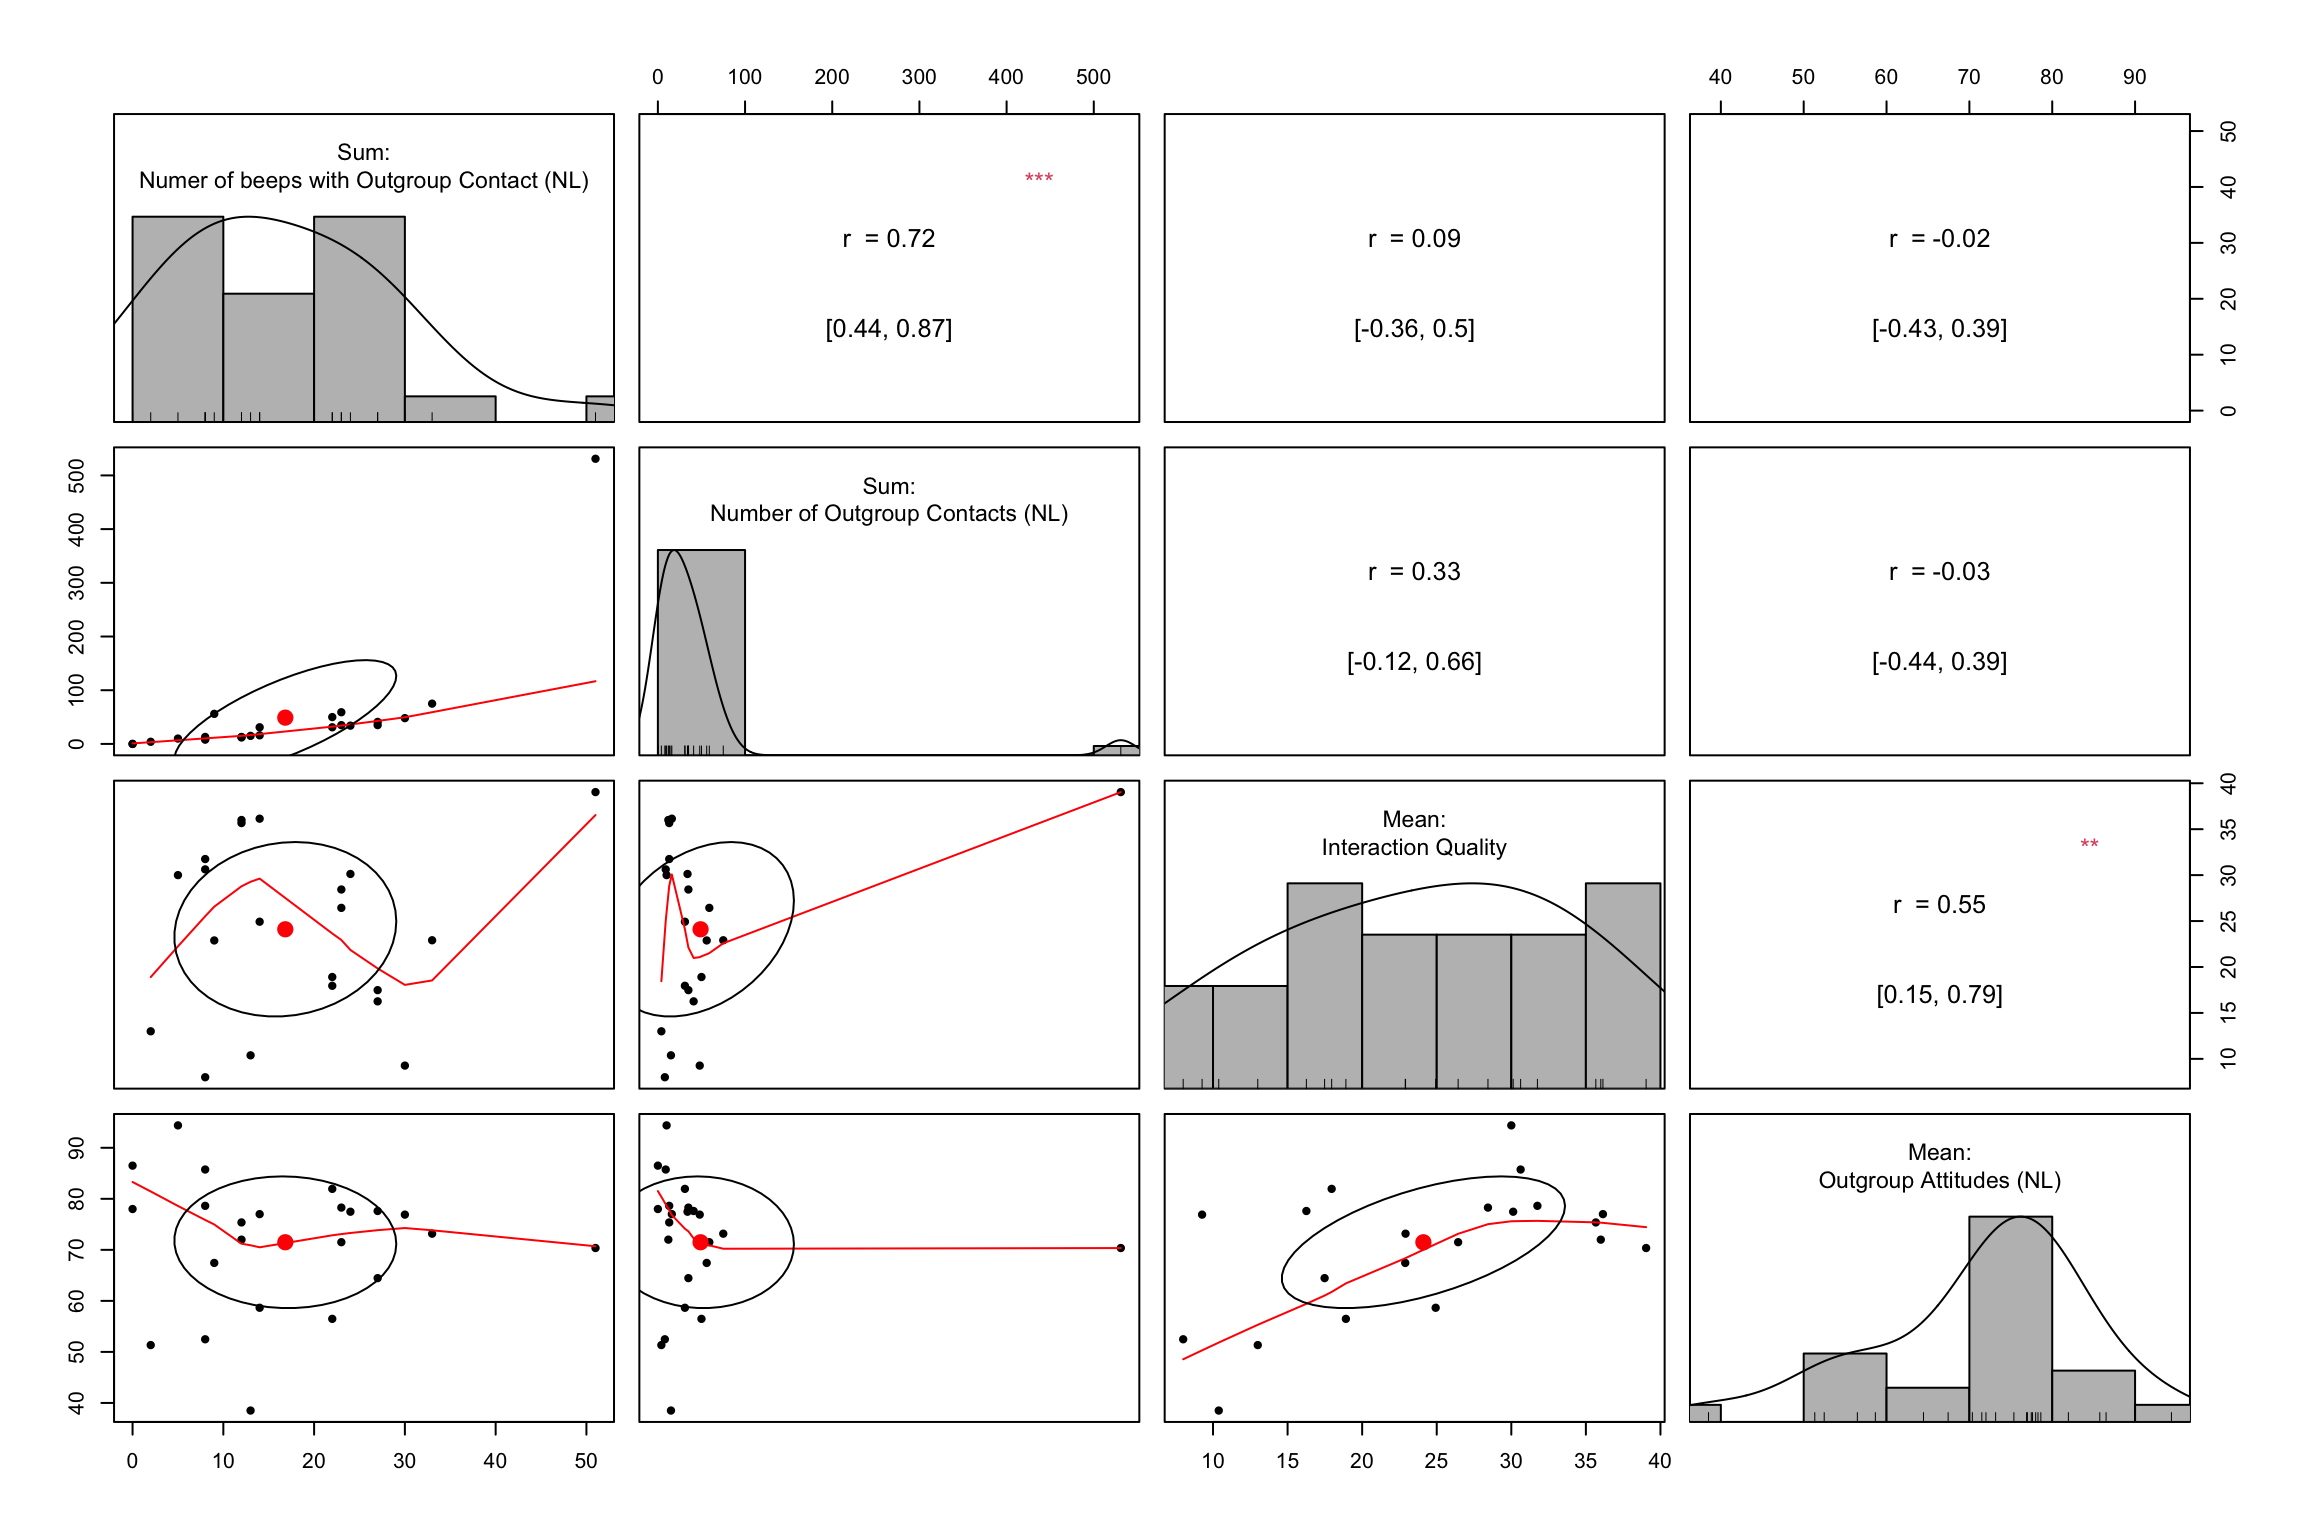 0 100 200 300 400 500
40 50 60 70 80 90
Sum:
Numer of beeps with Outgroup Contact (NL)
***
r = 0.72
[0.44, 0.87]
r = 0.09
[-0.36, 0.5]
r = -0.02
[-0.43, 0.39]
50
40
30
20
10
0
500
400
300
200
100
0
Sum:
Number of Outgroup Contacts (NL)
r = 0.33
[-0.12, 0.66]
r = -0.03
[-0.44, 0.39]
Mean:
Interaction Quality
**
r = 0.55
[0.15, 0.79]
40
35
30
25
20
15
10
90
80
70
60
50
40
Mean:
Outgroup Attitudes (NL)
0 10 20 30 40 50
10 15 20 25 30 35 40